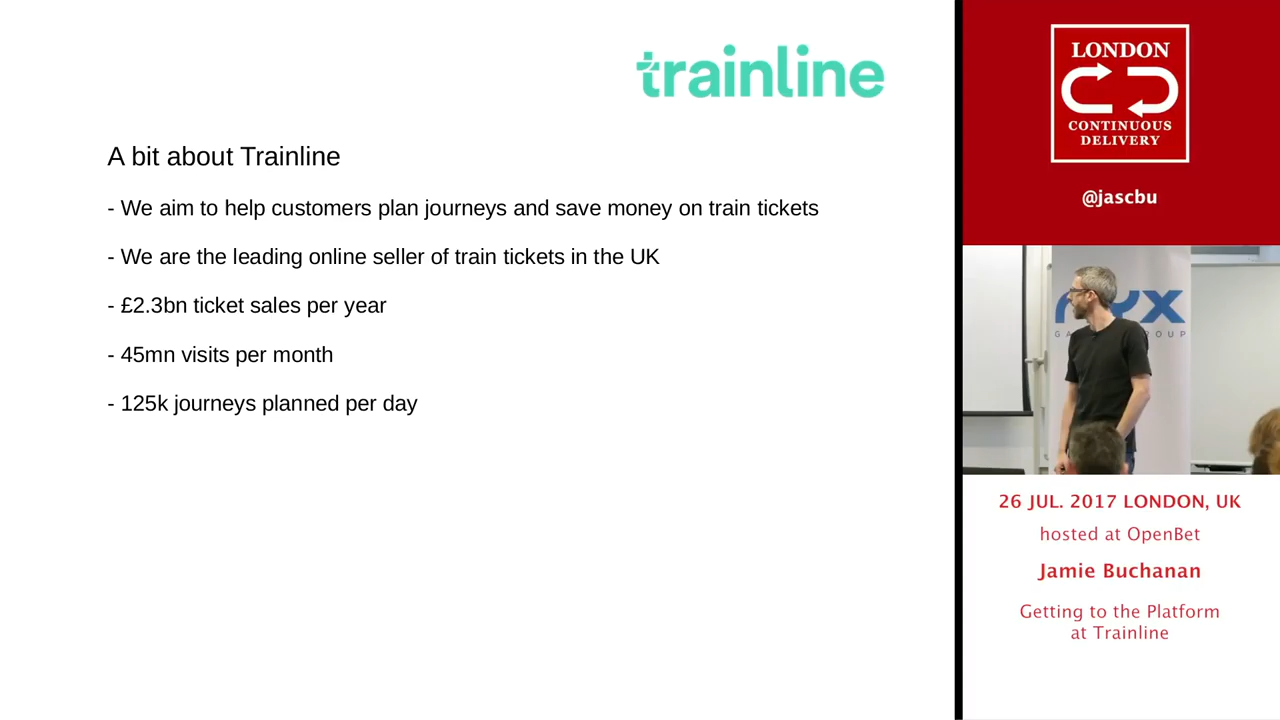 trainline
A bit about Trainline
- We aim to help customers plan journeys and save money on train tickets
- We are the leading online seller of train tickets in the UK
- £2.3bn ticket sales per year
- 45mn visits per month
- 125k journeys planned per day
LONDON
CONTINUOUS
DELIVERY
@jascbu
26 JUL. 2017 LONDON, UK
hosted at OpenBet
Jamie Buchanan
Getting to the Platform
at Trainline